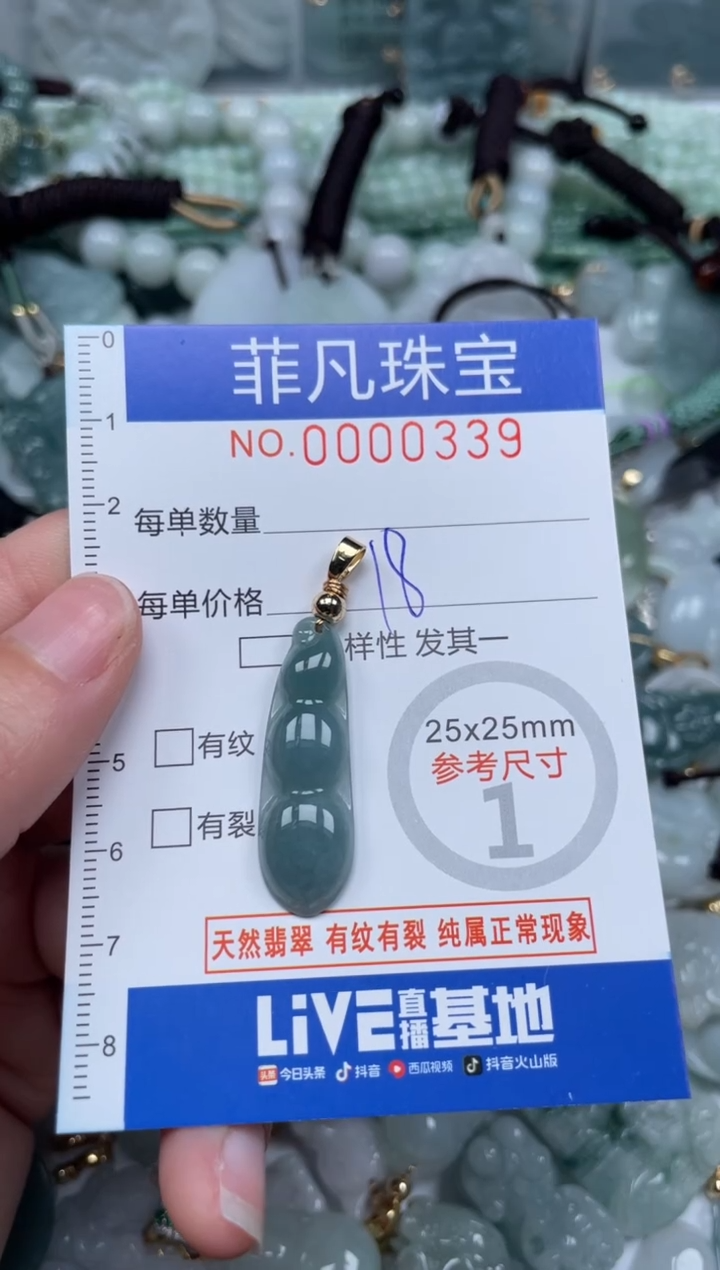 0
菲凡珠宝
1
NO.0000339
2
每单数量
每单价格 18
样性 发其一
25x25mm
有纹
5
参考尺寸
1
有裂
6
天然翡翠 有纹有裂 纯属正常现象
7
LiVE直播基地
8
头条 今日头条 抖音 西瓜视频 抖音火山版